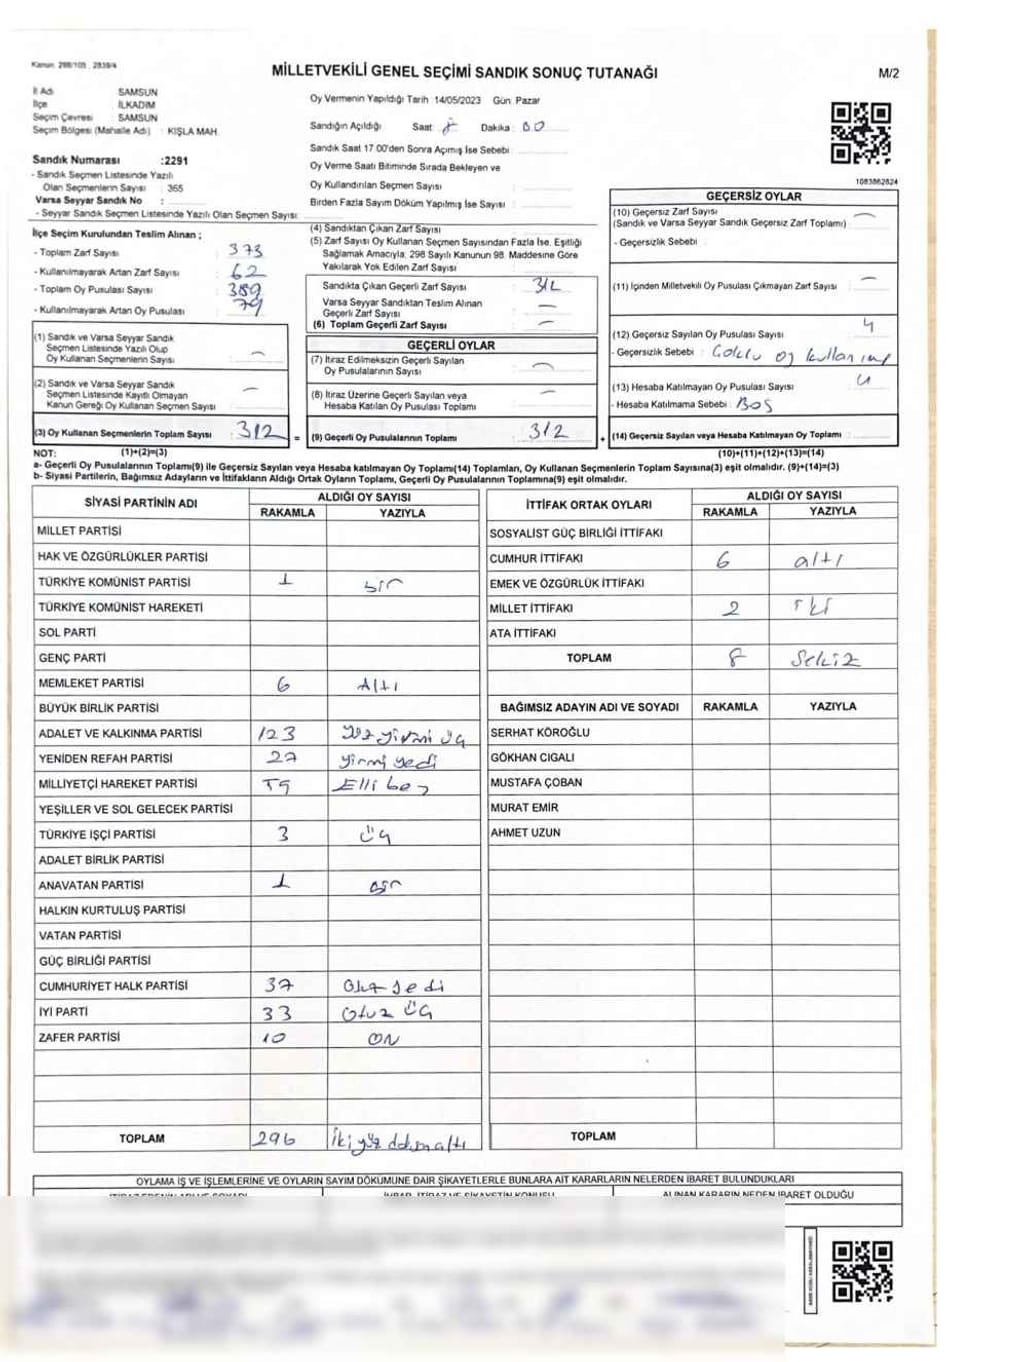 Kanun: 298/105 , 2839/4
MİLLETVEKİLİ GENEL SEÇİMİ SANDIK SONUÇ TUTANAĞI
M/2
İl Adı SAMSUN
İlçe İLKADIM
Seçim Çevresi : SAMSUN
Seçim Bölgesi (Mahalle Adı) : KIŞLA MAH.
Sandık Numarası :2291
- Sandık Seçmen Listesinde Yazılı
Olan Seçmenlerin Sayısı : 365
Varsa Seyyar Sandık No :
- Seyyar Sandık Seçmen Listesinde Yazılı Olan Seçmen Sayısı:
Oy Vermenin Yapıldığı Tarih 14/05/2023 Gün: Pazar
Sandığın Açıldığı : Saat : 8 Dakika : 00
Sandık Saat 17:00'den Sonra Açımış İse Sebebi :
Oy Verme Saati Bitiminde Sırada Bekleyen ve
Oy Kullandırılan Seçmen Sayısı :
Birden Fazla Sayım Döküm Yapılmış İse Sayısı :
1083862824
İlçe Seçim Kurulundan Teslim Alınan ;
- Toplam Zarf Sayısı : 373
- Kullanılmayarak Artan Zarf Sayısı : 62
- Toplam Oy Pusulası Sayısı : 389
- Kullanılmayarak Artan Oy Pusulası : 79
(1) Sandık ve Varsa Seyyar Sandık
Seçmen Listesinde Yazılı Olup
Oy Kullanan Seçmenlerin Sayısı : —
(2) Sandık ve Varsa Seyyar Sandık
Seçmen Listesinde Kayıtlı Olmayan
Kanun Gereği Oy Kullanan Seçmen Sayısı : —
(3) Oy Kullanan Seçmenlerin Toplam Sayısı : 312 =
(4) Sandıktan Çıkan Zarf Sayısı :
(5) Zarf Sayısı Oy Kullanan Seçmen Sayısından Fazla İse, Eşitliği
Sağlamak Amacıyla, 298 Sayılı Kanunun 98. Maddesine Göre
Yakılarak Yok Edilen Zarf Sayısı :
Sandıkta Çıkan Geçerli Zarf Sayısı : 312
Varsa Seyyar Sandıktan Teslim Alınan
Geçerli Zarf Sayısı : —
(6) Toplam Geçerli Zarf Sayısı : —
GEÇERLİ OYLAR
(7) İtiraz Edilmeksizin Geçerli Sayılan
Oy Pusulalarının Sayısı : —
(8) İtiraz Üzerine Geçerli Sayılan veya
Hesaba Katılan Oy Pusulası Toplamı : —
(9) Geçerli Oy Pusulalarının Toplamı : 312 +
GEÇERSİZ OYLAR
(10) Geçersiz Zarf Sayısı : —
(Sandık ve Varsa Seyyar Sandık Geçersiz Zarf Toplamı)
- Geçersizlik Sebebi :
(11) İçinden Milletvekili Oy Pusulası Çıkmayan Zarf Sayısı : —
(12) Geçersiz Sayılan Oy Pusulası Sayısı : 4
- Geçersizlik Sebebi :
(13) Hesaba Katılmayan Oy Pusulası Sayısı : 4
- Hesaba Katılmama Sebebi : BOŞ
(14) Geçersiz Sayılan veya Hesaba Katılmayan Oy Toplamı :
NOT: (1)+(2)=(3) (10)+(11)+(12)+(13)=(14)
a- Geçerli Oy Pusulalarının Toplamı(9) ile Geçersiz Sayılan veya Hesaba katılmayan Oy Toplamı(14) Toplamları, Oy Kullanan Seçmenlerin Toplam Sayısına(3) eşit olmalıdır. (9)+(14)=(3)
b- Siyasi Partilerin, Bağımsız Adayların ve İttifakların Aldığı Ortak Oyların Toplamı, Geçerli Oy Pusulalarının Toplamına(9) eşit olmalıdır.
SİYASİ PARTİNİN ADI ALDIĞI OY SAYISI
RAKAMLA YAZIYLA
MİLLET PARTİSİ
HAK VE ÖZGÜRLÜKLER PARTİSİ
TÜRKİYE KOMÜNİST PARTİSİ 1 bir
TÜRKİYE KOMÜNİST HAREKETİ
SOL PARTİ
GENÇ PARTİ
MEMLEKET PARTİSİ 6 Altı
BÜYÜK BİRLİK PARTİSİ
ADALET VE KALKINMA PARTİSİ 123 Yüz yirmi üç
YENİDEN REFAH PARTİSİ 27 yirmi yedi
MİLLİYETÇİ HAREKET PARTİSİ 55 Elli beş
YEŞİLLER VE SOL GELECEK PARTİSİ
TÜRKİYE İŞÇİ PARTİSİ 3 üç
ADALET BİRLİK PARTİSİ
ANAVATAN PARTİSİ 1 bir
HALKIN KURTULUŞ PARTİSİ
VATAN PARTİSİ
GÜÇ BİRLİĞİ PARTİSİ
CUMHURİYET HALK PARTİSİ 37 Otuz yedi
İYİ PARTİ 33 Otuz üç
ZAFER PARTİSİ 10 ON
TOPLAM 296 İki yüz doksan altı
İTTİFAK ORTAK OYLARI ALDIĞI OY SAYISI
RAKAMLA YAZIYLA
SOSYALİST GÜÇ BİRLİĞİ İTTİFAKI
CUMHUR İTTİFAKI 6 altı
EMEK VE ÖZGÜRLÜK İTTİFAKI
MİLLET İTTİFAKI 2 iki
ATA İTTİFAKI
TOPLAM 8 Sekiz
BAĞIMSIZ ADAYIN ADI VE SOYADI RAKAMLA YAZIYLA
SERHAT KÖROĞLU
GÖKHAN CIGALI
MUSTAFA ÇOBAN
MURAT EMİR
AHMET UZUN
TOPLAM
OYLAMA İŞ VE İŞLEMLERİNE VE OYLARIN SAYIM DÖKÜMÜNE DAİR ŞİKAYETLERLE BUNLARA AİT KARARLARIN NELERDEN İBARET BULUNDUKLARI
ALINAN KARARIN NEDEN İBARET OLDUĞU